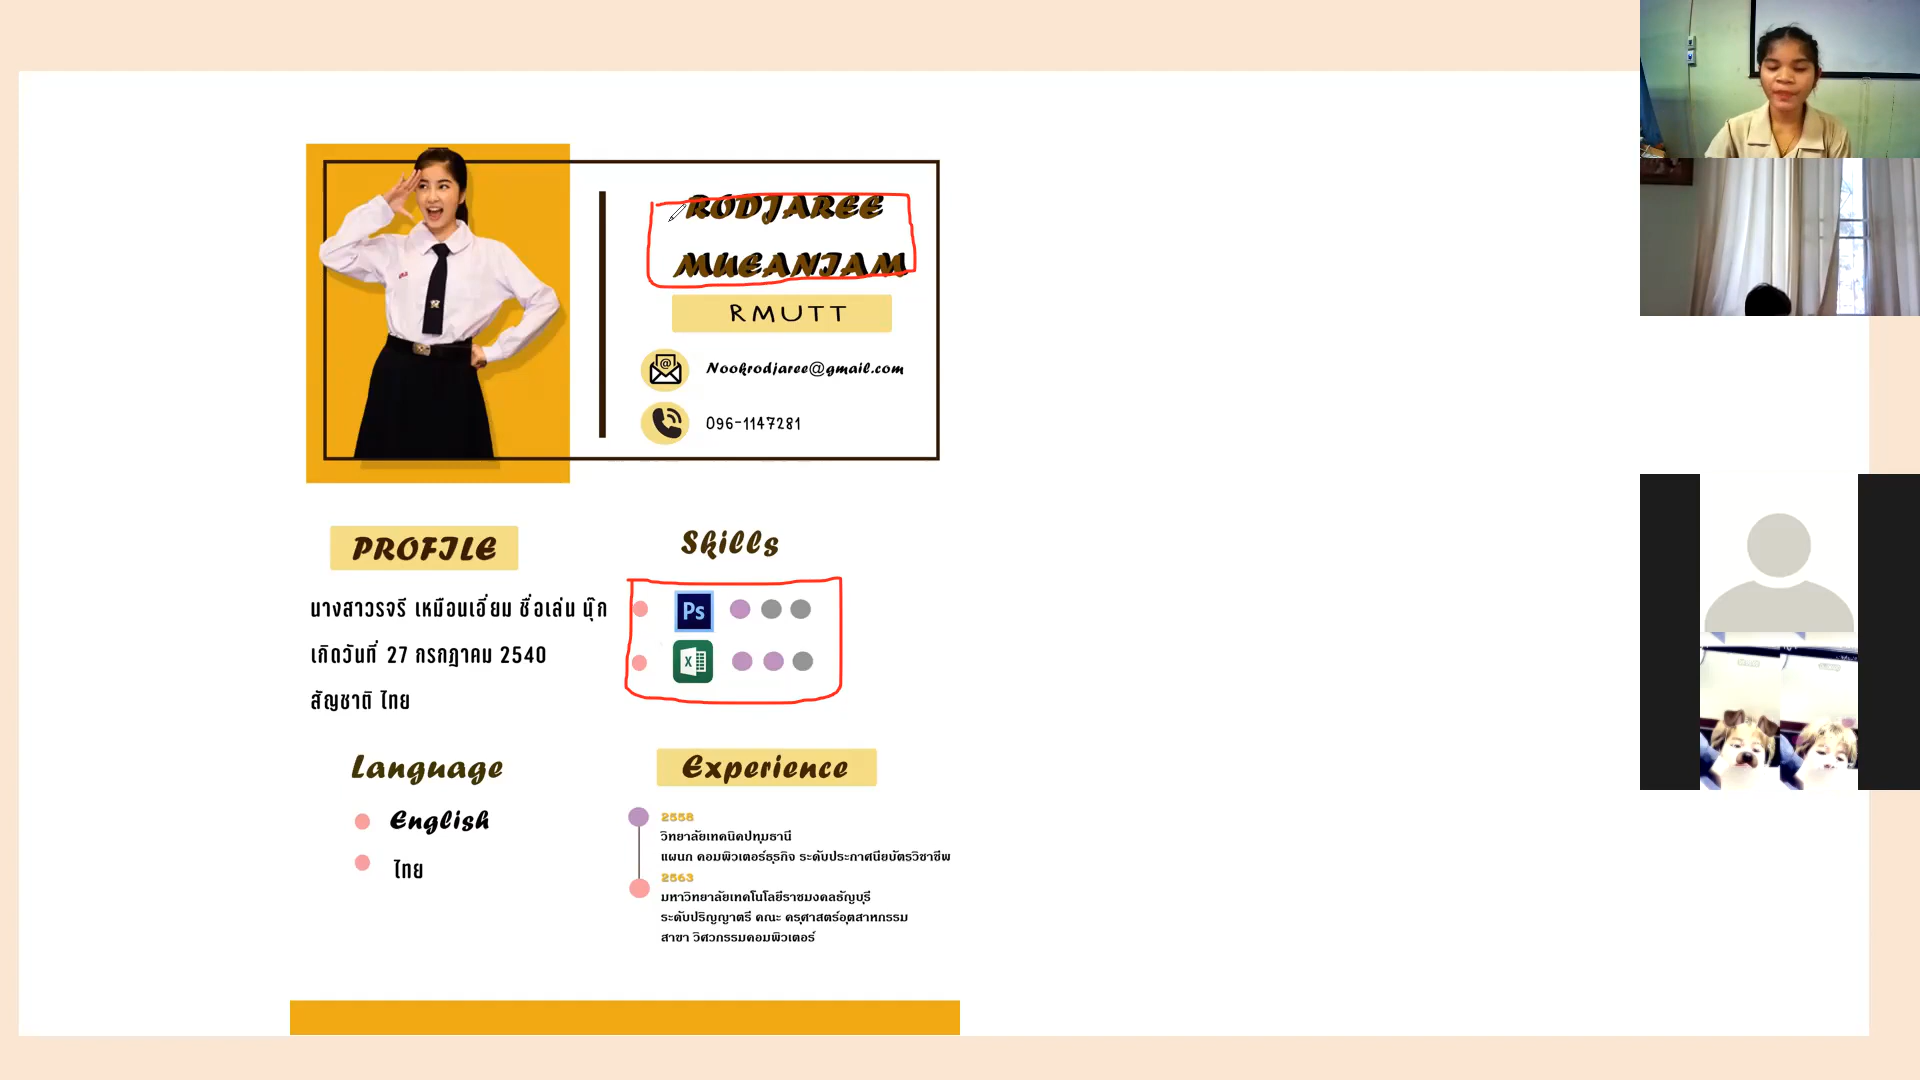 RODJAREE
MUEANIAM
RMUTT
Nookrodjaree@gmail.com
096-1147281
PROFILE
นางสาวรจรี เหมือนเอี่ยม ชื่อเล่น นุ๊ก
เกิดวันที่ 27 กรกฎาคม 2540
สัญชาติ ไทย
Skills
Ps
X
Language
English
ไทย
Experience
2558
วิทยาลัยเทคนิคปทุมธานี
แผนก คอมพิวเตอร์ธุรกิจ ระดับประกาศนียบัตรวิชาชีพ
2563
มหาวิทยาลัยเทคโนโลยีราชมงคลธัญบุรี
ระดับปริญญาตรี คณะ ครุศาสตร์อุตสาหกรรม
สาขา วิศวกรรมคอมพิวเตอร์